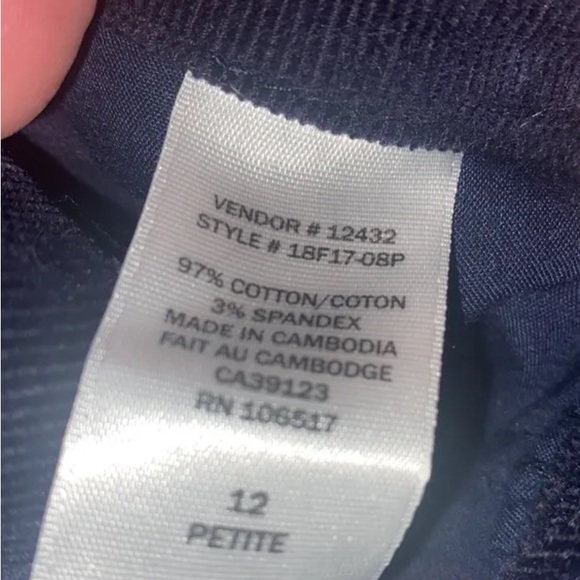 VENDOR # 12432
STYLE # 18F17-08P
97% COTTON/COTON
3% SPANDEX
MADE IN CAMBODIA
FAIT AU CAMBODGE
CA39123
RN 106517
12
PETITE